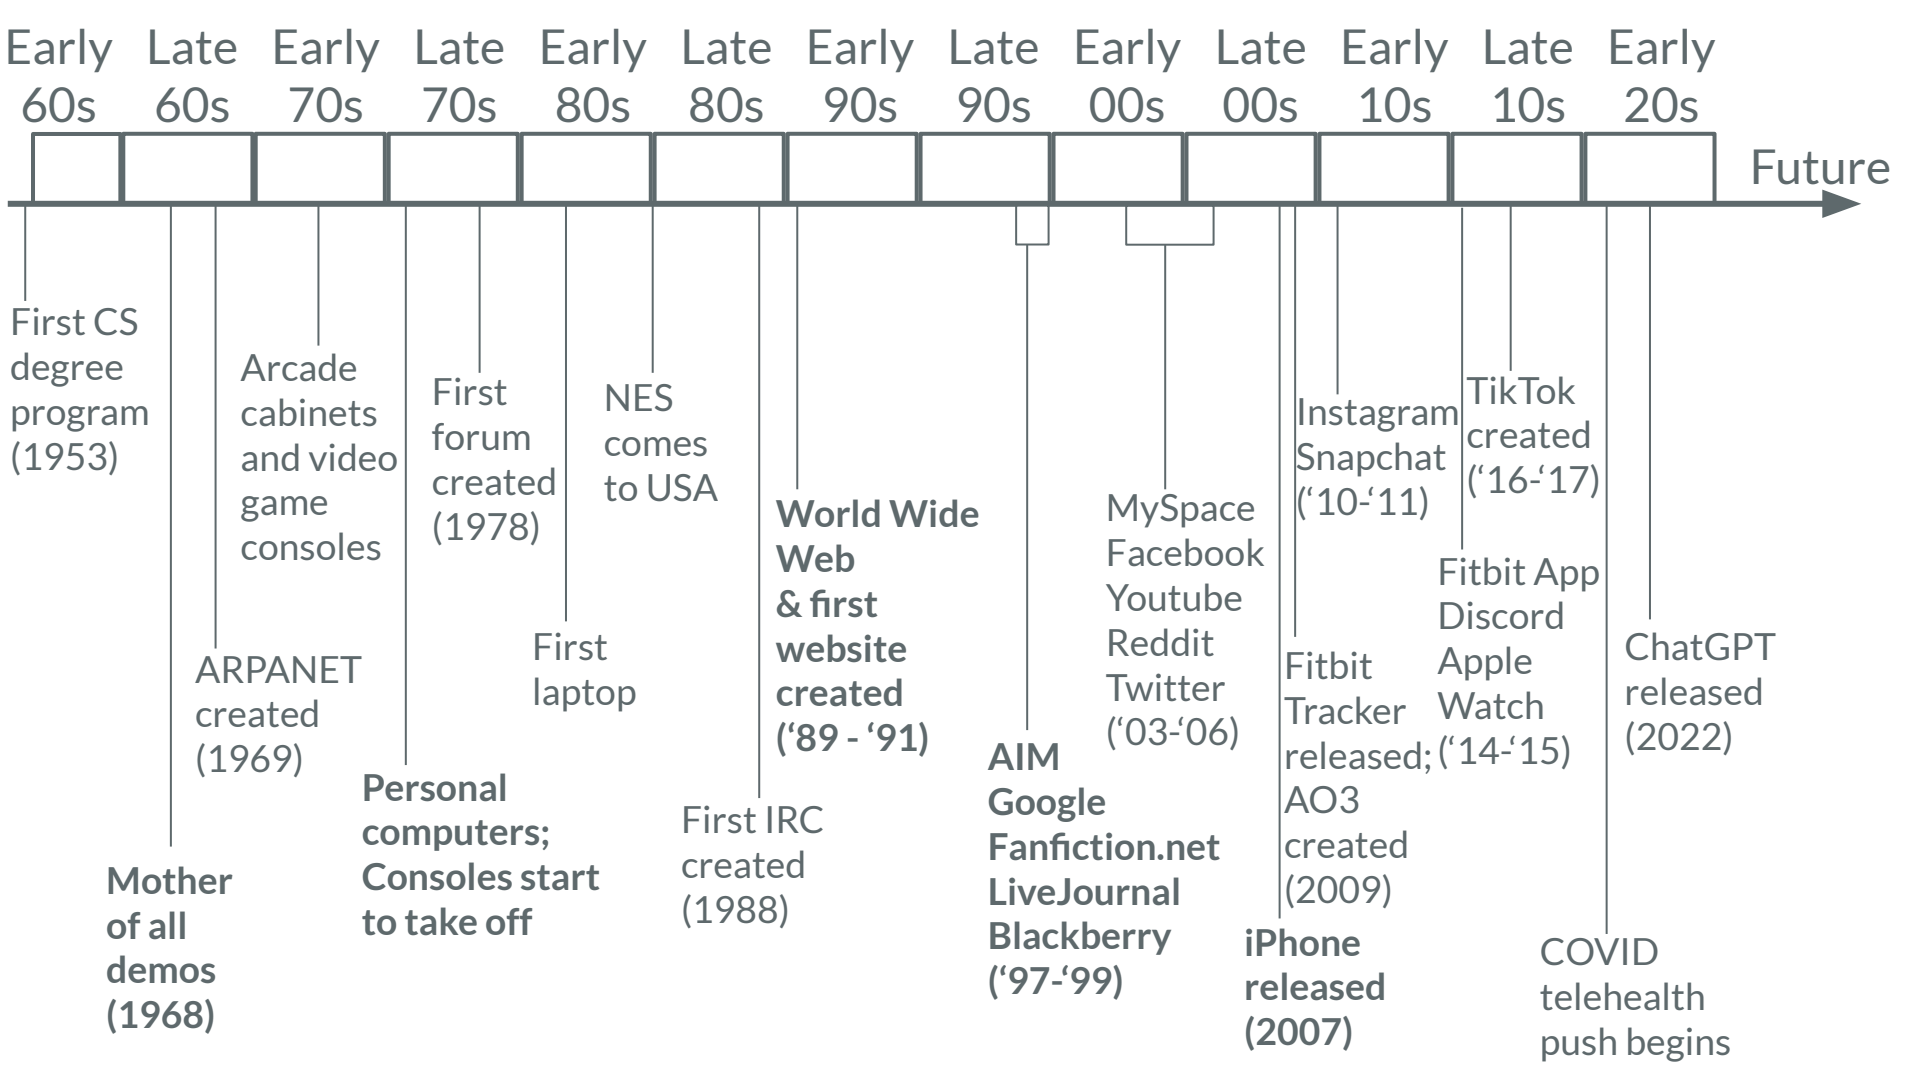 Early
60s
Late
60s
Early
70s
Late
70s
Early
80s
Late
80s
Early
90s
Late
90s
Early
00s
Late
00s
Early
10s
Late
10s
Early
20s
Future
First CS
degree
program
(1953)
Mother
of all
demos
(1968)
ARPANET
created
(1969)
Arcade
cabinets
and video
game
consoles
Personal
computers;
Consoles start
to take off
First
forum
created
(1978)
First
laptop
NES
comes
to USA
First IRC
created
(1988)
World Wide
Web
& first
website
created
(‘89 - ‘91)
AIM
Google
Fanfiction.net
LiveJournal
Blackberry
(‘97-‘99)
MySpace
Facebook
Youtube
Reddit
Twitter
(‘03-‘06)
iPhone
released
(2007)
Fitbit
Tracker
released;
AO3
created
(2009)
Instagram
Snapchat
(‘10-‘11)
Fitbit App
Discord
Apple
Watch
(‘14-‘15)
TikTok
created
(‘16-‘17)
COVID
telehealth
push begins
ChatGPT
released
(2022)